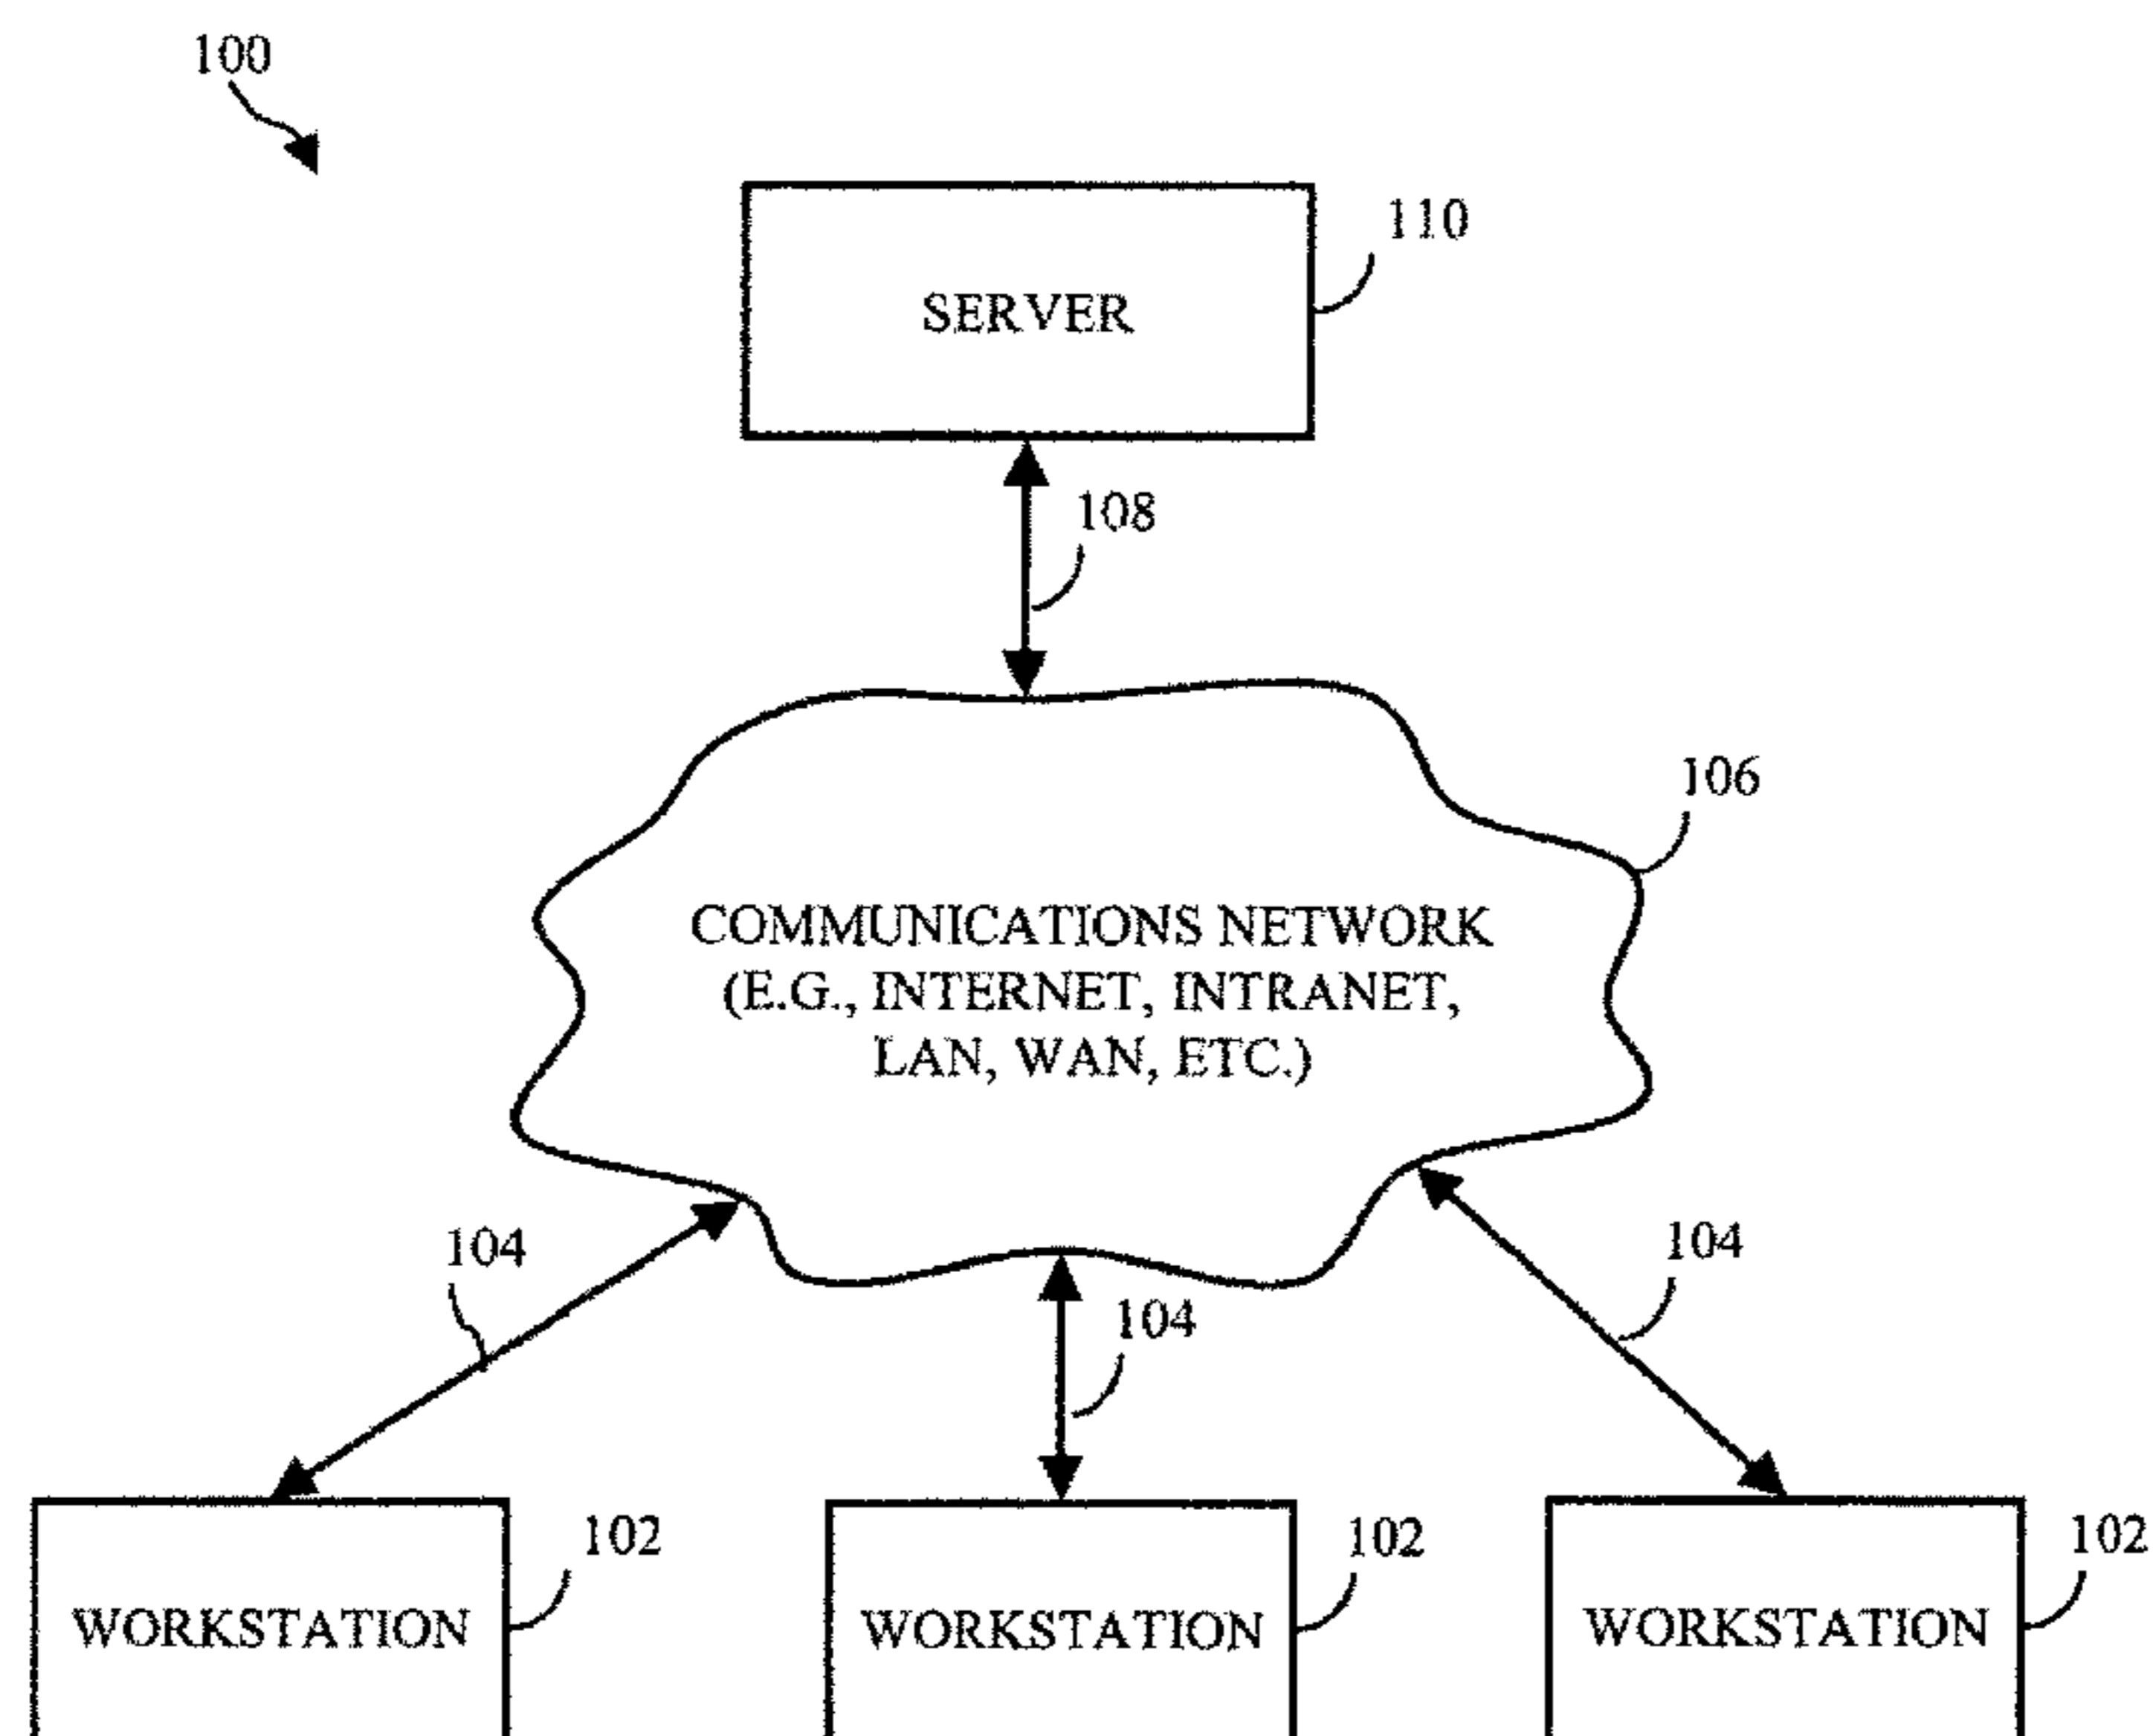 100
110
SERVER
108
106
COMMUNICATIONS NETWORK
(E.G., INTERNET, INTRANET,
LAN, WAN, ETC.)
104
104
104
102
102
102
WORKSTATION
WORKSTATION
WORKSTATION